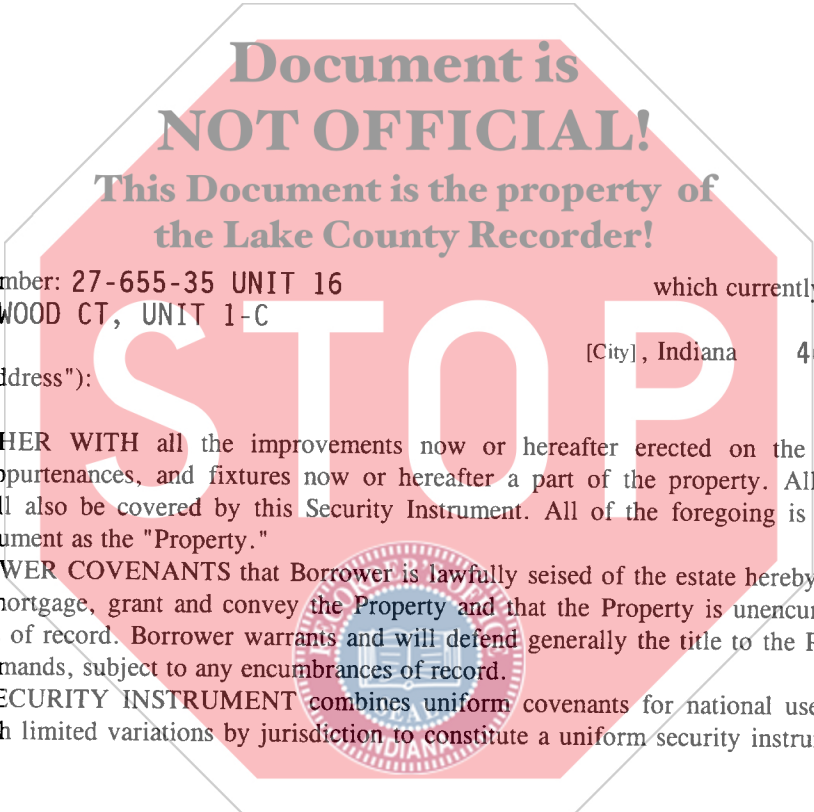 Document is
NOT OFFICIAL!
This Document is the property of
the Lake County Recorder!
mber: 27-655-35 UNIT 16 which currently
WOOD CT, UNIT 1-C
[City], Indiana 4
ddress"):
STOP
HER WITH all the improvements now or hereafter erected on the
ppurtenances, and fixtures now or hereafter a part of the property. All
ll also be covered by this Security Instrument. All of the foregoing is
ument as the "Property."
WER COVENANTS that Borrower is lawfully seised of the estate hereby
nortgage, grant and convey the Property and that the Property is unencu
of record. Borrower warrants and will defend generally the title to the P
mands, subject to any encumbrances of record.
ECURITY INSTRUMENT combines uniform covenants for national use
h limited variations by jurisdiction to constitute a uniform security instru
RECORDER'S OFFICE
SEAL
INDIANA